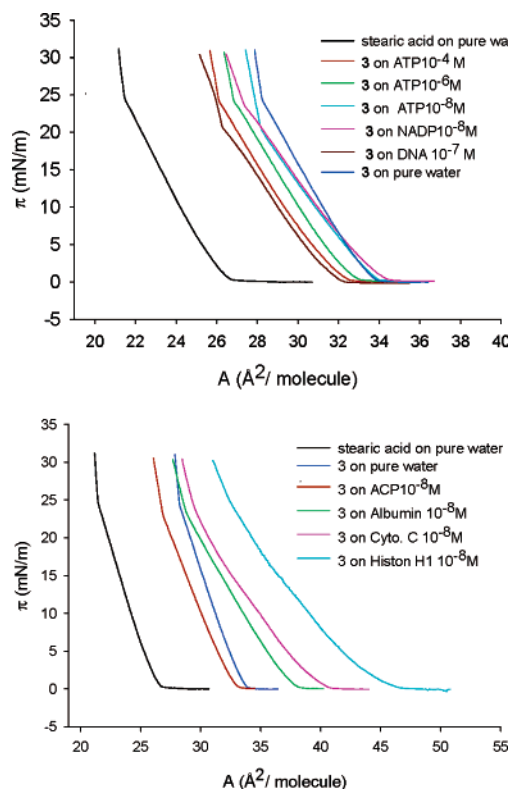 35
30
25
20
15
10
5
0
-5
π (mN/m)
stearic acid on pure wa
3 on ATP10-4 M
3 on ATP10-6M
3 on ATP10-8M
3 on NADP10-8M
3 on DNA 10-7 M
3 on pure water
20 22 24 26 28 30 32 34 36 38 40
A (Å2/ molecule)
35
30
25
20
15
10
5
0
-5
π (mN/m)
stearic acid on pure water
3 on pure water
3 on ACP10-8M
3 on Albumin 10-8M
3 on Cyto. C 10-8M
3 on Histon H1 10-8M
20 25 30 35 40 45 50 55
A (Å2/ molecule)